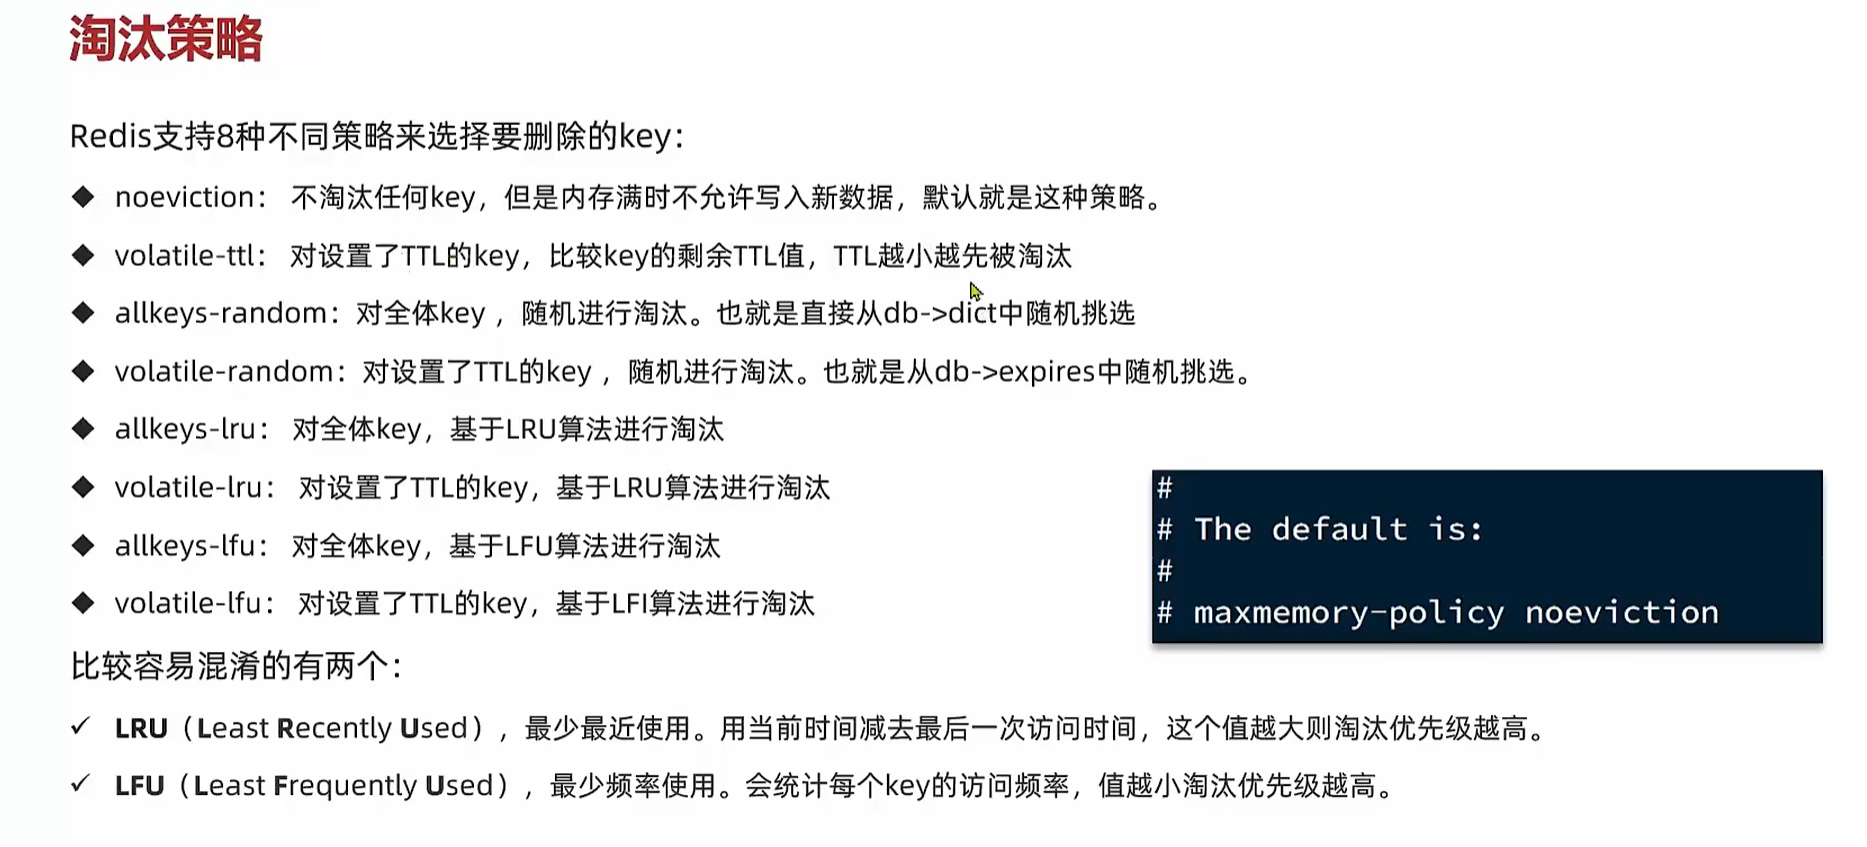 淘汰策略
Redis支持8种不同策略来选择要删除的key：
◆ noeviction： 不淘汰任何key，但是内存满时不允许写入新数据，默认就是这种策略。
◆ volatile-ttl： 对设置了TTL的key，比较key的剩余TTL值，TTL越小越先被淘汰
◆ allkeys-random：对全体key ，随机进行淘汰。也就是直接从db->dict中随机挑选
◆ volatile-random：对设置了TTL的key ，随机进行淘汰。也就是从db->expires中随机挑选。
◆ allkeys-lru： 对全体key，基于LRU算法进行淘汰
◆ volatile-lru： 对设置了TTL的key，基于LRU算法进行淘汰
◆ allkeys-lfu： 对全体key，基于LFU算法进行淘汰
◆ volatile-lfu： 对设置了TTL的key，基于LFI算法进行淘汰
#
# The default is:
#
# maxmemory-policy noeviction
比较容易混淆的有两个：
✓ LRU（Least Recently Used），最少最近使用。用当前时间减去最后一次访问时间，这个值越大则淘汰优先级越高。
✓ LFU（Least Frequently Used），最少频率使用。会统计每个key的访问频率，值越小淘汰优先级越高。